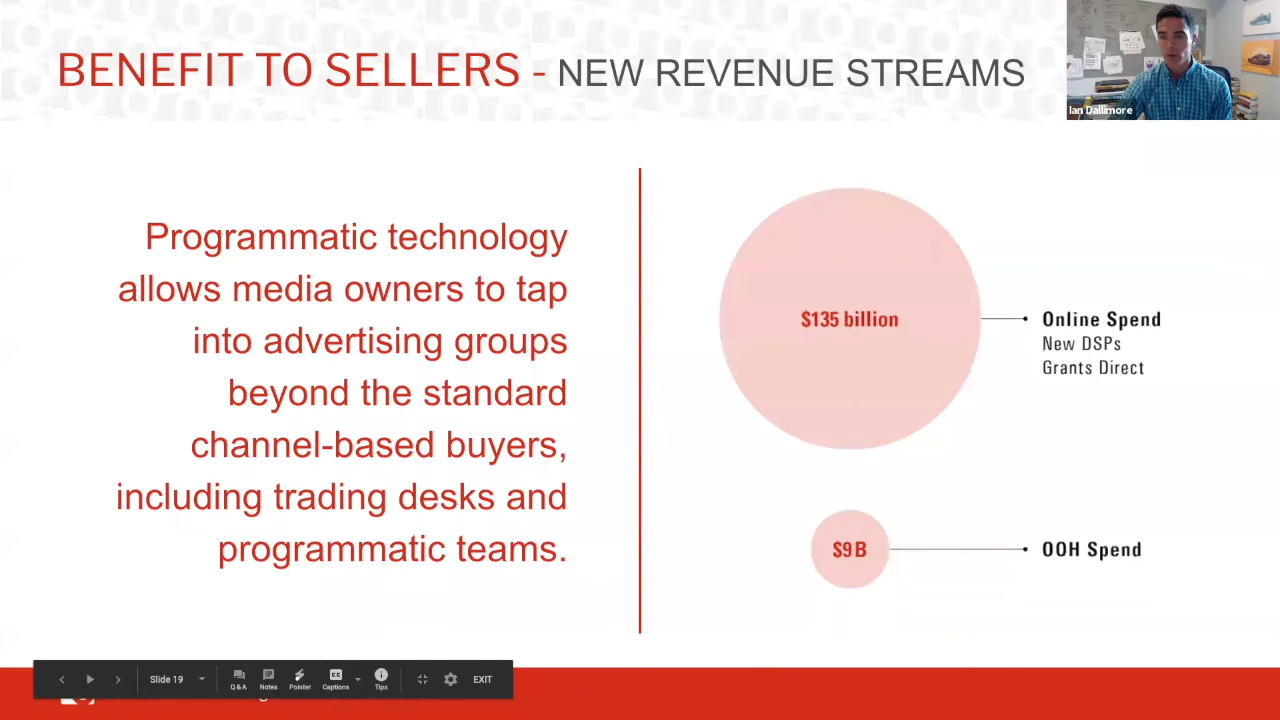 BENEFIT TO SELLERS - NEW REVENUE STREAMS
Ian Dallimore
Programmatic technology
allows media owners to tap
into advertising groups
beyond the standard
channel-based buyers,
including trading desks and
programmatic teams.
$135 billion
Online Spend
New DSPs
Grants Direct
$9B
OOH Spend
Slide 19
Q&A
Notes
Pointer
Captions
Tips
EXIT